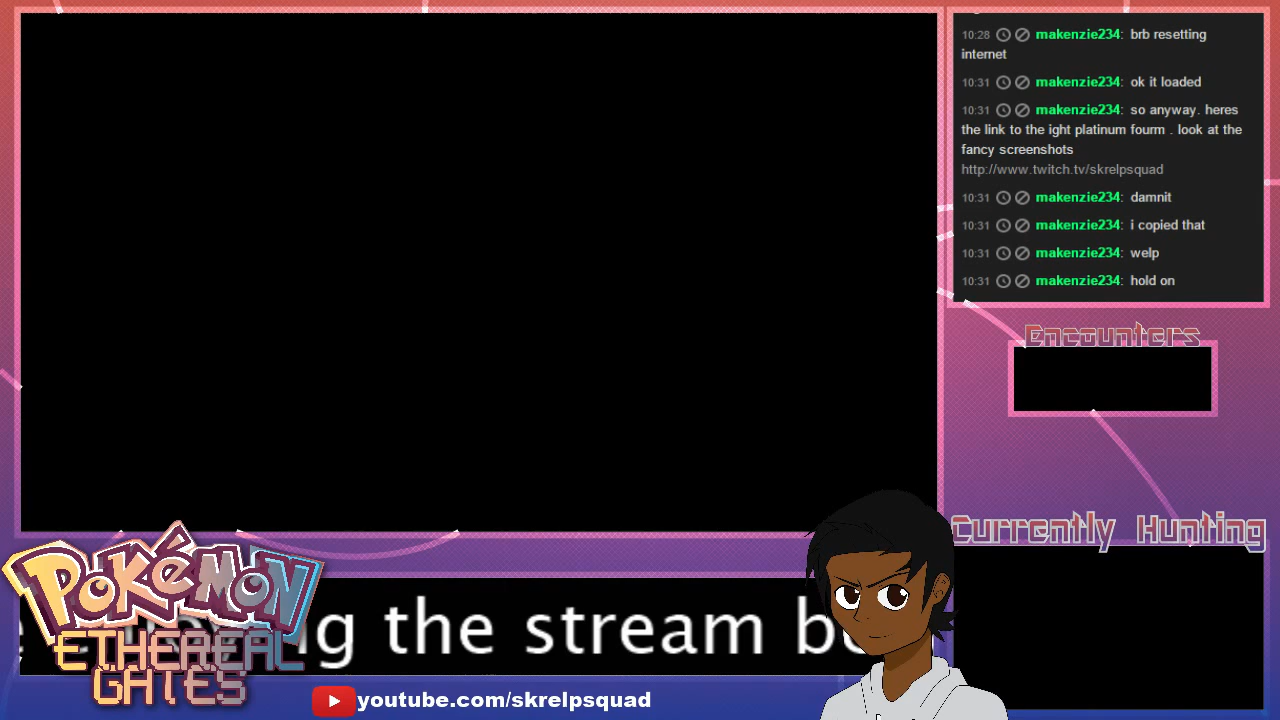 10:28 makenzie234: brb resetting
internet
10:31 makenzie234: ok it loaded
10:31 makenzie234: so anyway. heres
the link to the ight platinum fourm . look at the
fancy screenshots
http://www.twitch.tv/skrelpsquad
10:31 makenzie234: damnit
10:31 makenzie234: i copied that
10:31 makenzie234: welp
10:31 makenzie234: hold on
Encounters
Currently Hunting
POKéMON
ETHEREAL
GATES
the stream
youtube.com/skrelpsquad